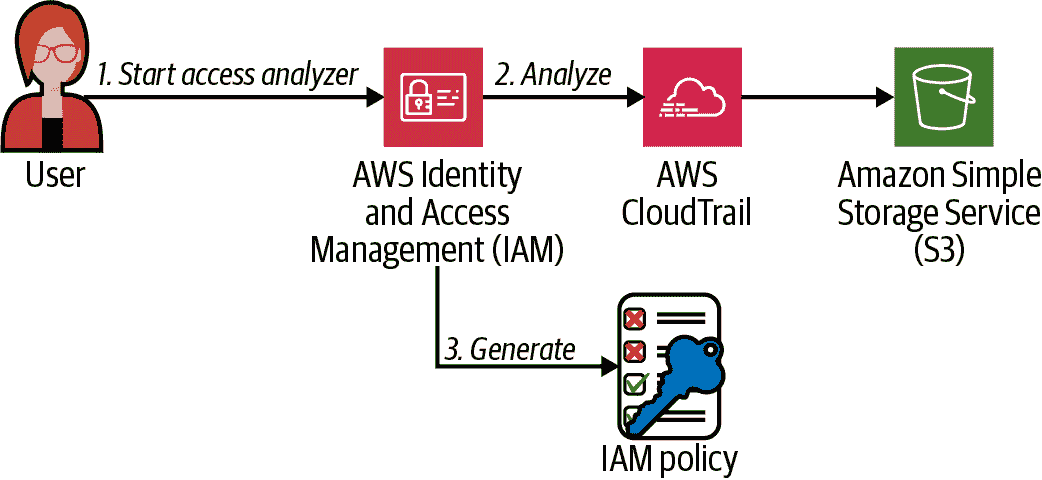 1. Start access analyzer
2. Analyze
User
AWS Identity
and Access
Management (IAM)
AWS
CloudTrail
Amazon Simple
Storage Service
(S3)
3. Generate
IAM policy